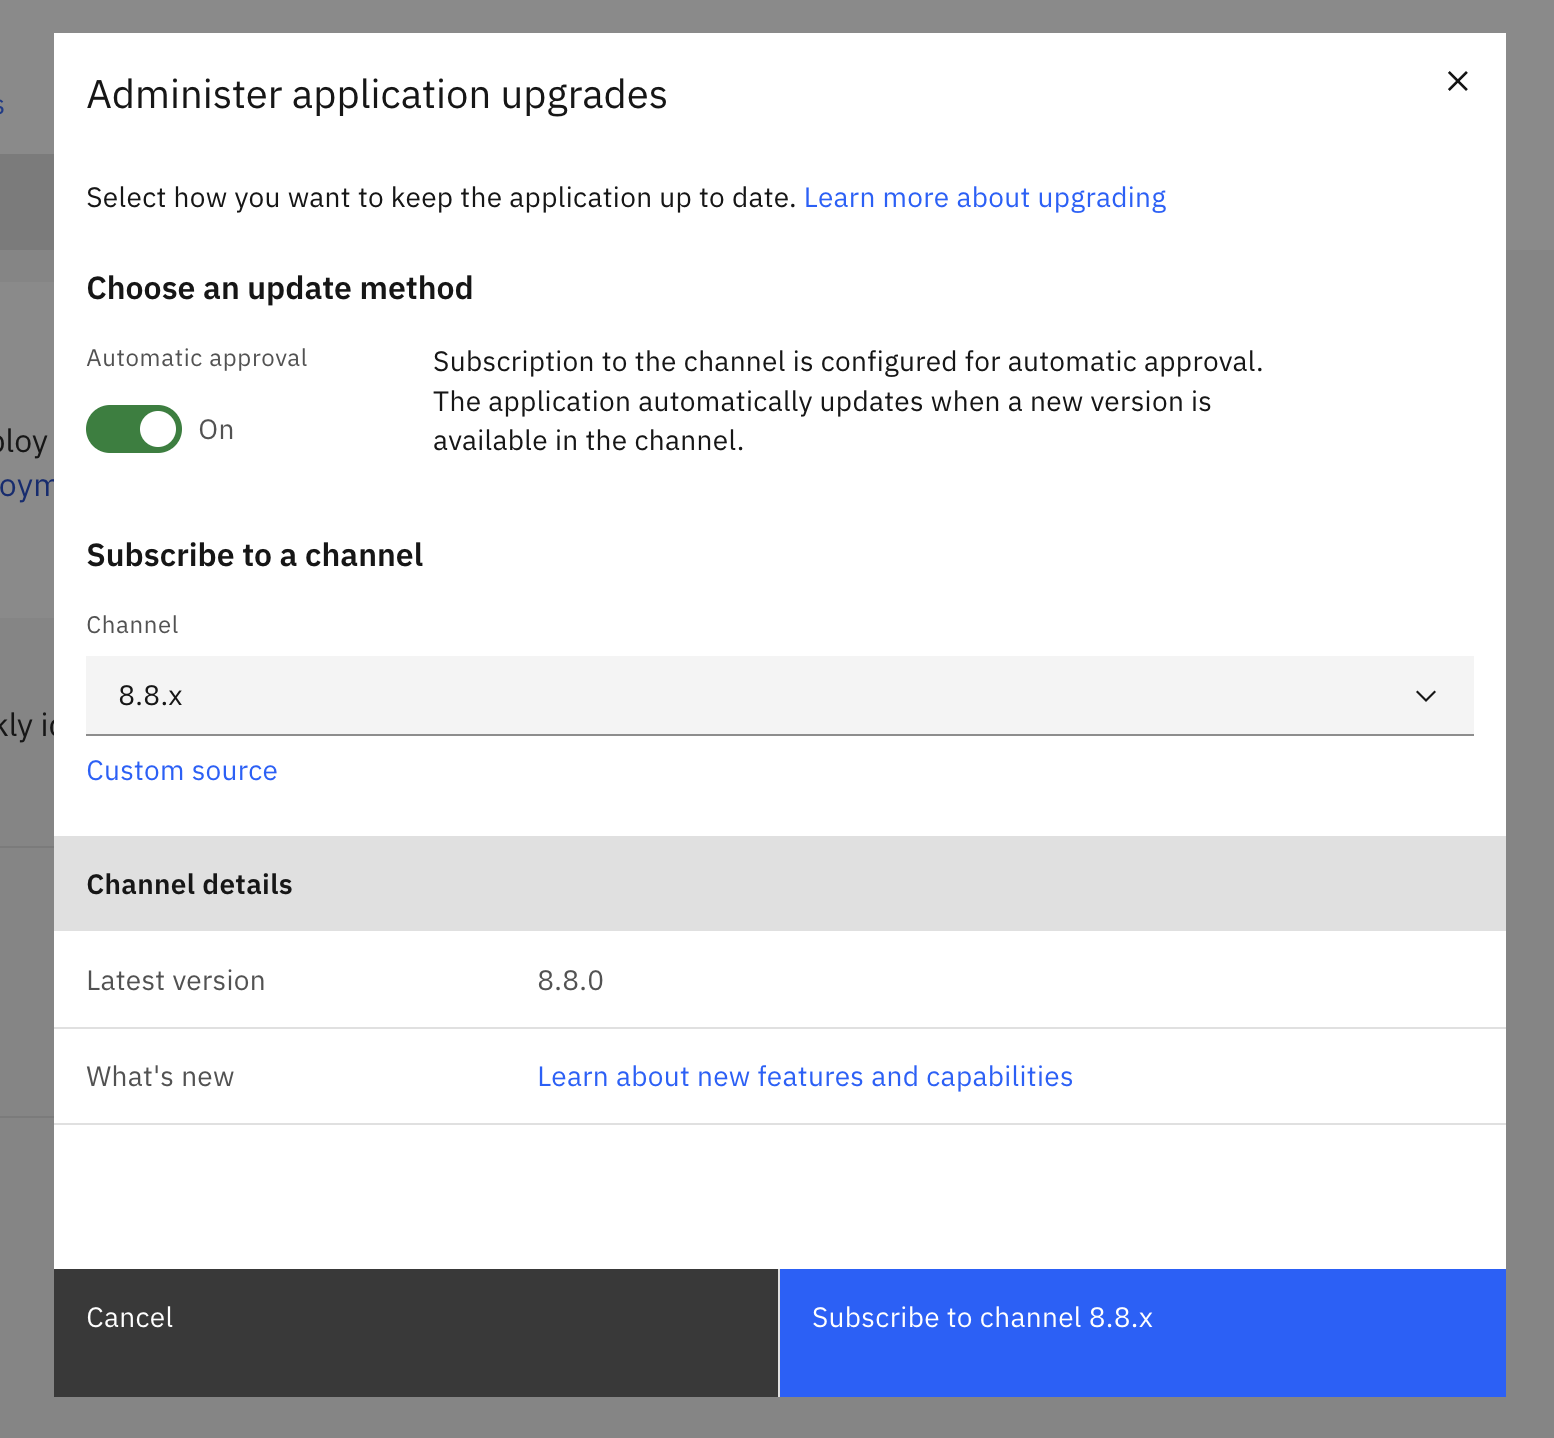 Administer application upgrades
Select how you want to keep the application up to date. Learn more about upgrading
Choose an update method
Automatic approval
On
Subscription to the channel is configured for automatic approval.
The application automatically updates when a new version is
available in the channel.
Subscribe to a channel
Channel
8.8.x
Custom source
Channel details
Latest version 8.8.0
What's new Learn about new features and capabilities
Cancel
Subscribe to channel 8.8.x